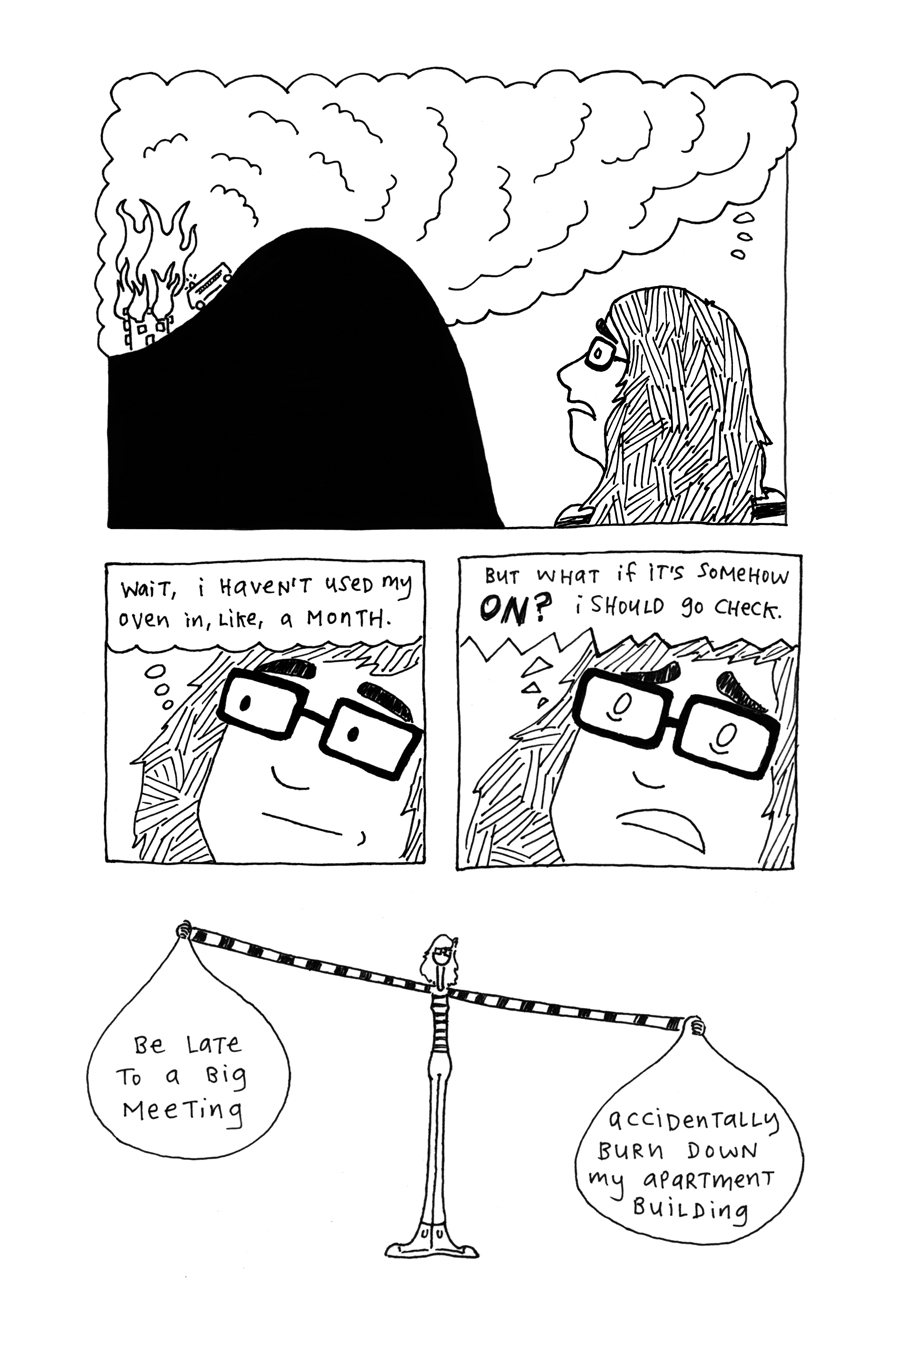 WAIT, i HAVEN'T USED MY
OVEN IN, LIKE, A MONTH.
BUT WHAT if iT'S SOMEHOW
ON? i SHOULD go CHECK.
BE LATE
TO A BIG
MEETING
ACCIDENTALLY
BURN DOWN
MY APARTMENT
BUILDING